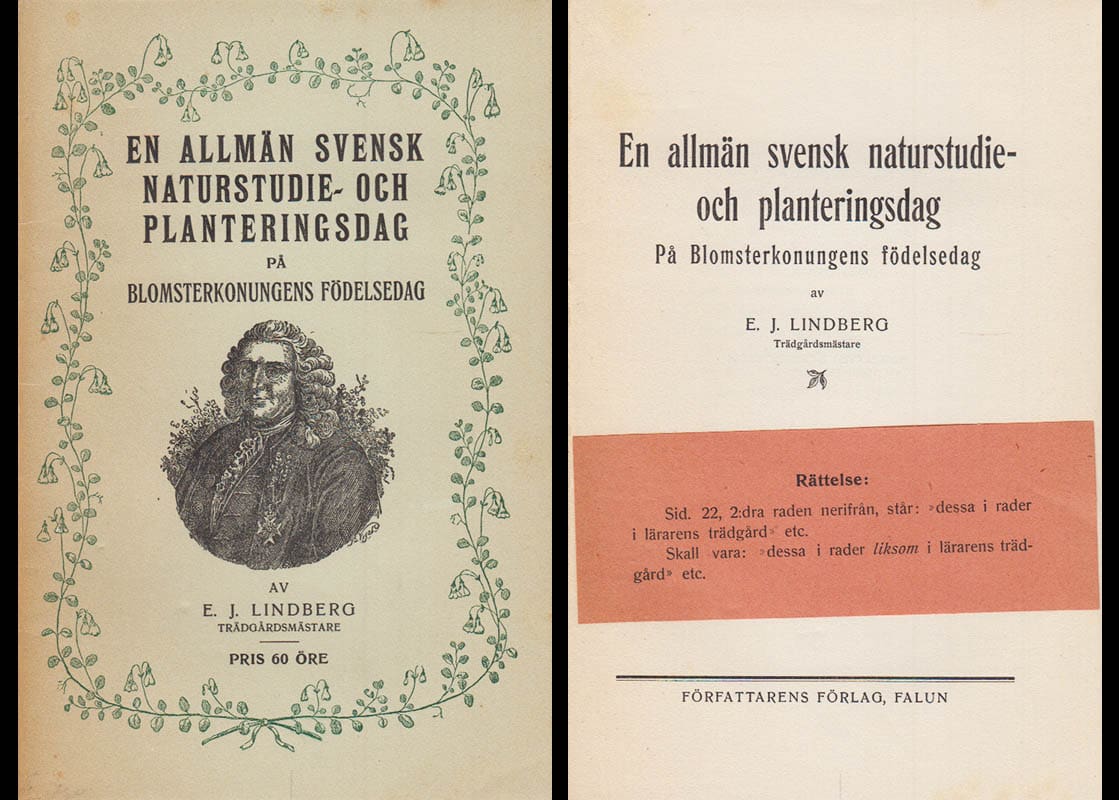 EN ALLMÄN SVENSK
NATURSTUDIE- OCH
PLANTERINGSDAG
PÅ
BLOMSTERKONUNGENS FÖDELSEDAG
AV
E. J. LINDBERG
TRÄDGÅRDSMÄSTARE
PRIS 60 ÖRE
En allmän svensk naturstudie-
och planteringsdag
På Blomsterkonungens födelsedag
av
E. J. LINDBERG
Trädgårdsmästare
Rättelse:
Sid. 22, 2:dra raden nerifrån, står: »dessa i rader
i lärarens trädgård» etc.
Skall vara: »dessa i rader liksom i lärarens träd-
gård» etc.
FÖRFATTARENS FÖRLAG, FALUN